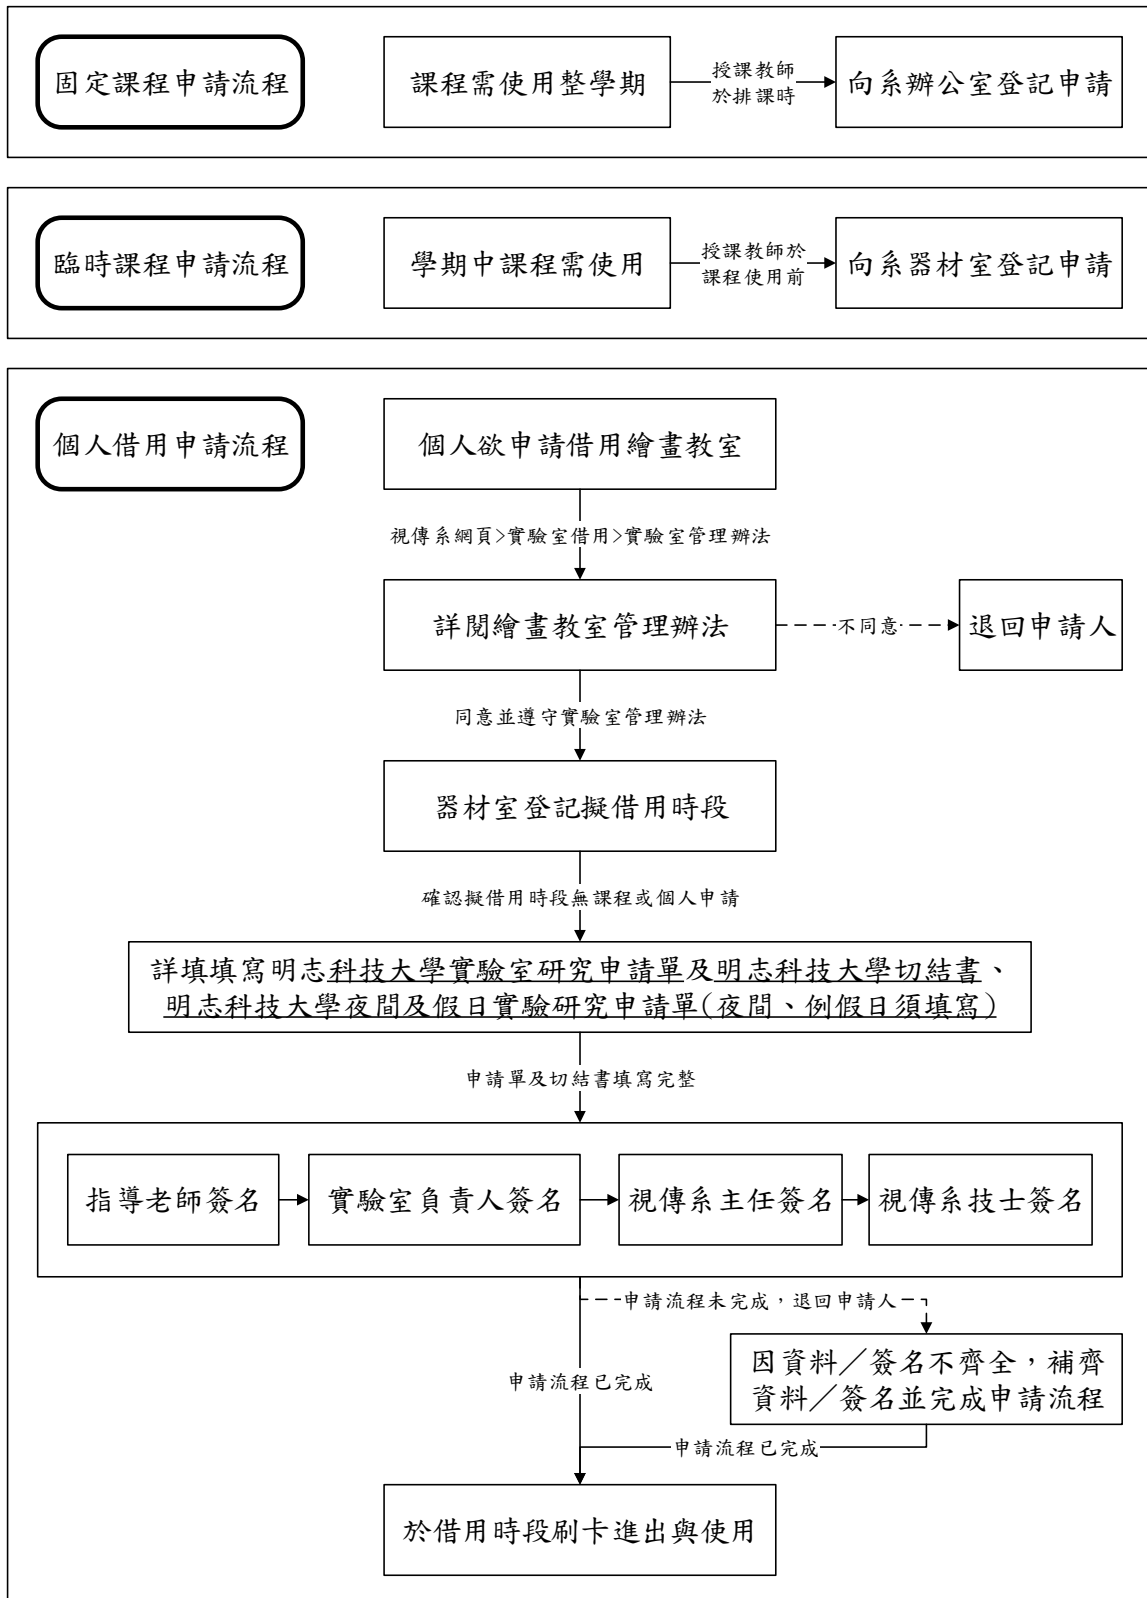 固定課程申請流程
課程需使用整學期
授課教師
於排課時
向系辦公室登記申請
臨時課程申請流程
學期中課程需使用
授課教師於
課程使用前
向系器材室登記申請
個人借用申請流程
個人欲申請借用繪畫教室
視傳系網頁>實驗室借用>實驗室管理辦法
詳閱繪畫教室管理辦法
不同意
退回申請人
同意並遵守實驗室管理辦法
器材室登記擬借用時段
確認擬借用時段無課程或個人申請
詳填填寫明志科技大學實驗室研究申請單及明志科技大學切結書、
明志科技大學夜間及假日實驗研究申請單(夜間、例假日須填寫)
申請單及切結書填寫完整
指導老師簽名
實驗室負責人簽名
視傳系主任簽名
視傳系技士簽名
申請流程未完成，退回申請人
因資料／簽名不齊全，補齊
資料／簽名並完成申請流程
申請流程已完成
申請流程已完成
於借用時段刷卡進出與使用